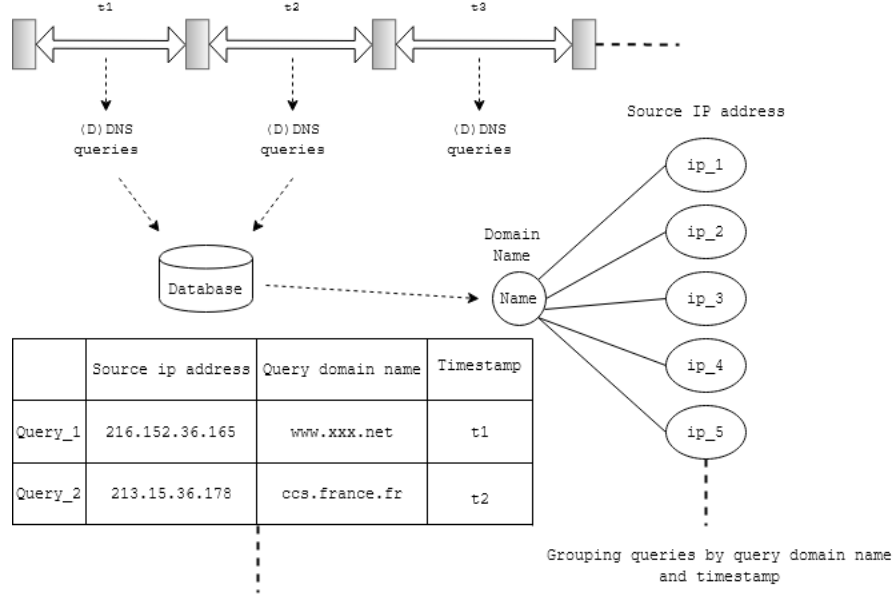 t1 t2 t3
(D)DNS (D)DNS (D)DNS
queries queries queries
Source IP address
ip_1
ip_2
Domain
Name
Database
Name
ip_3
ip_4
ip_5
Source ip address Query domain name Timestamp
Query_1 216.152.36.165 www.xxx.net t1
Query_2 213.15.36.178 ccs.france.fr t2
Grouping queries by query domain name
and timestamp